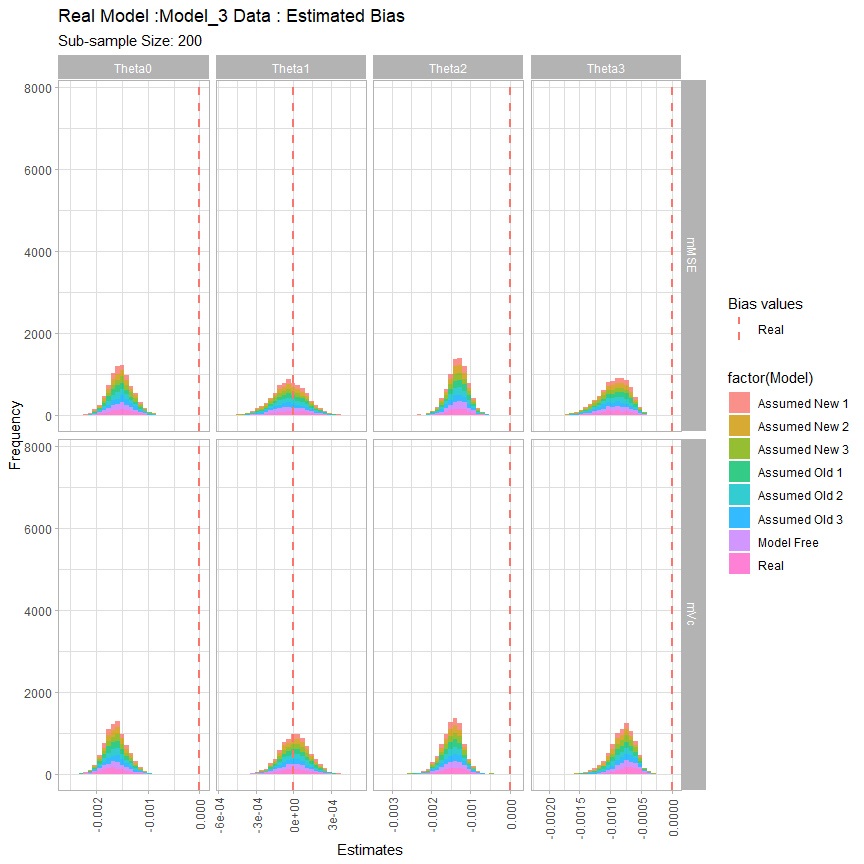 Real Model :Model_3 Data : Estimated Bias
Sub-sample Size: 200
Theta0
Theta1
Theta2
Theta3
8000
6000
4000
2000
0
mMSE
8000
6000
4000
2000
0
mVc
Frequency
-0.002
-0.001
0.000
-6e-04
-3e-04
0e+00
3e-04
-0.003
-0.002
-0.001
0.000
-0.0020
-0.0015
-0.0010
-0.0005
0.0000
Estimates
Bias values
Real
factor(Model)
Assumed New 1
Assumed New 2
Assumed New 3
Assumed Old 1
Assumed Old 2
Assumed Old 3
Model Free
Real